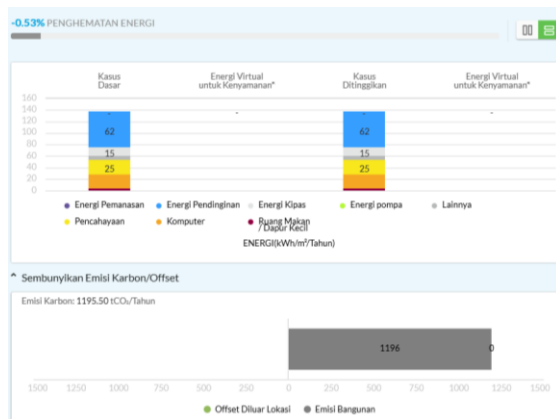 -0.53% PENGHEMATAN ENERGI
Kasus Dasar
Energi Virtual untuk Kenyamanan*
Kasus Ditinggikan
Energi Virtual untuk Kenyamanan*
160
140
120
100
80
60
40
20
0
-
62
15
25
-
-
62
15
25
-
Energi Pemanasan
Energi Pendinginan
Energi Kipas
Energi pompa
Lainnya
Pencahayaan
Komputer
Ruang Makan / Dapur Kecil
ENERGI(kWh/m²/Tahun)
^ Sembunyikan Emisi Karbon/Offset
Emisi Karbon: 1195.50 tCO₂/Tahun
1196 0
1500 1250 1000 750 500 250 0 250 500 750 1000 1250 1500
Offset Diluar Lokasi
Emisi Bangunan